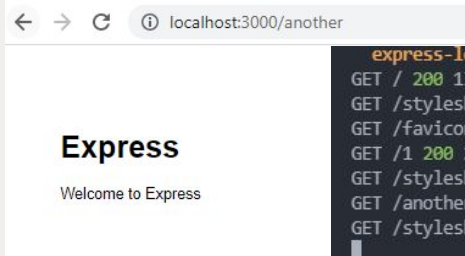 localhost:3000/another
express-l
GET / 200 1
GET /styles
GET /favico
GET /1 200
GET /styles
GET /anothe
GET /styles
Express
Welcome to Express